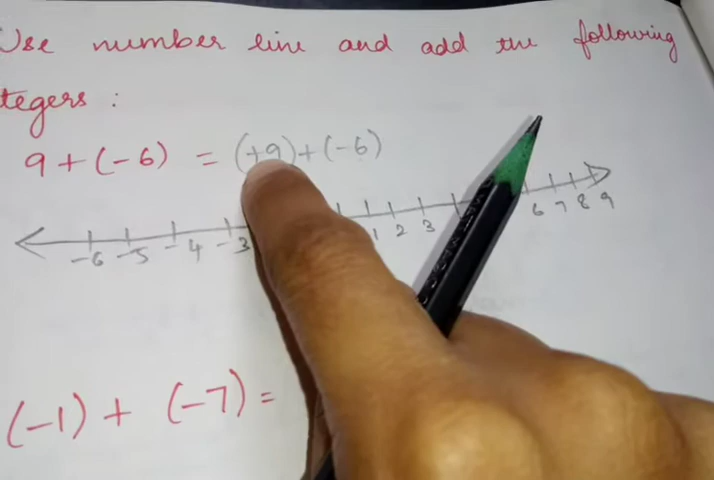 Use number line and add the following
tegers :
9 + (-6) = (+9)+(-6)
-6 -5 -4 -3 1 2 3 6 7 8 9
(-1) + (-7) =